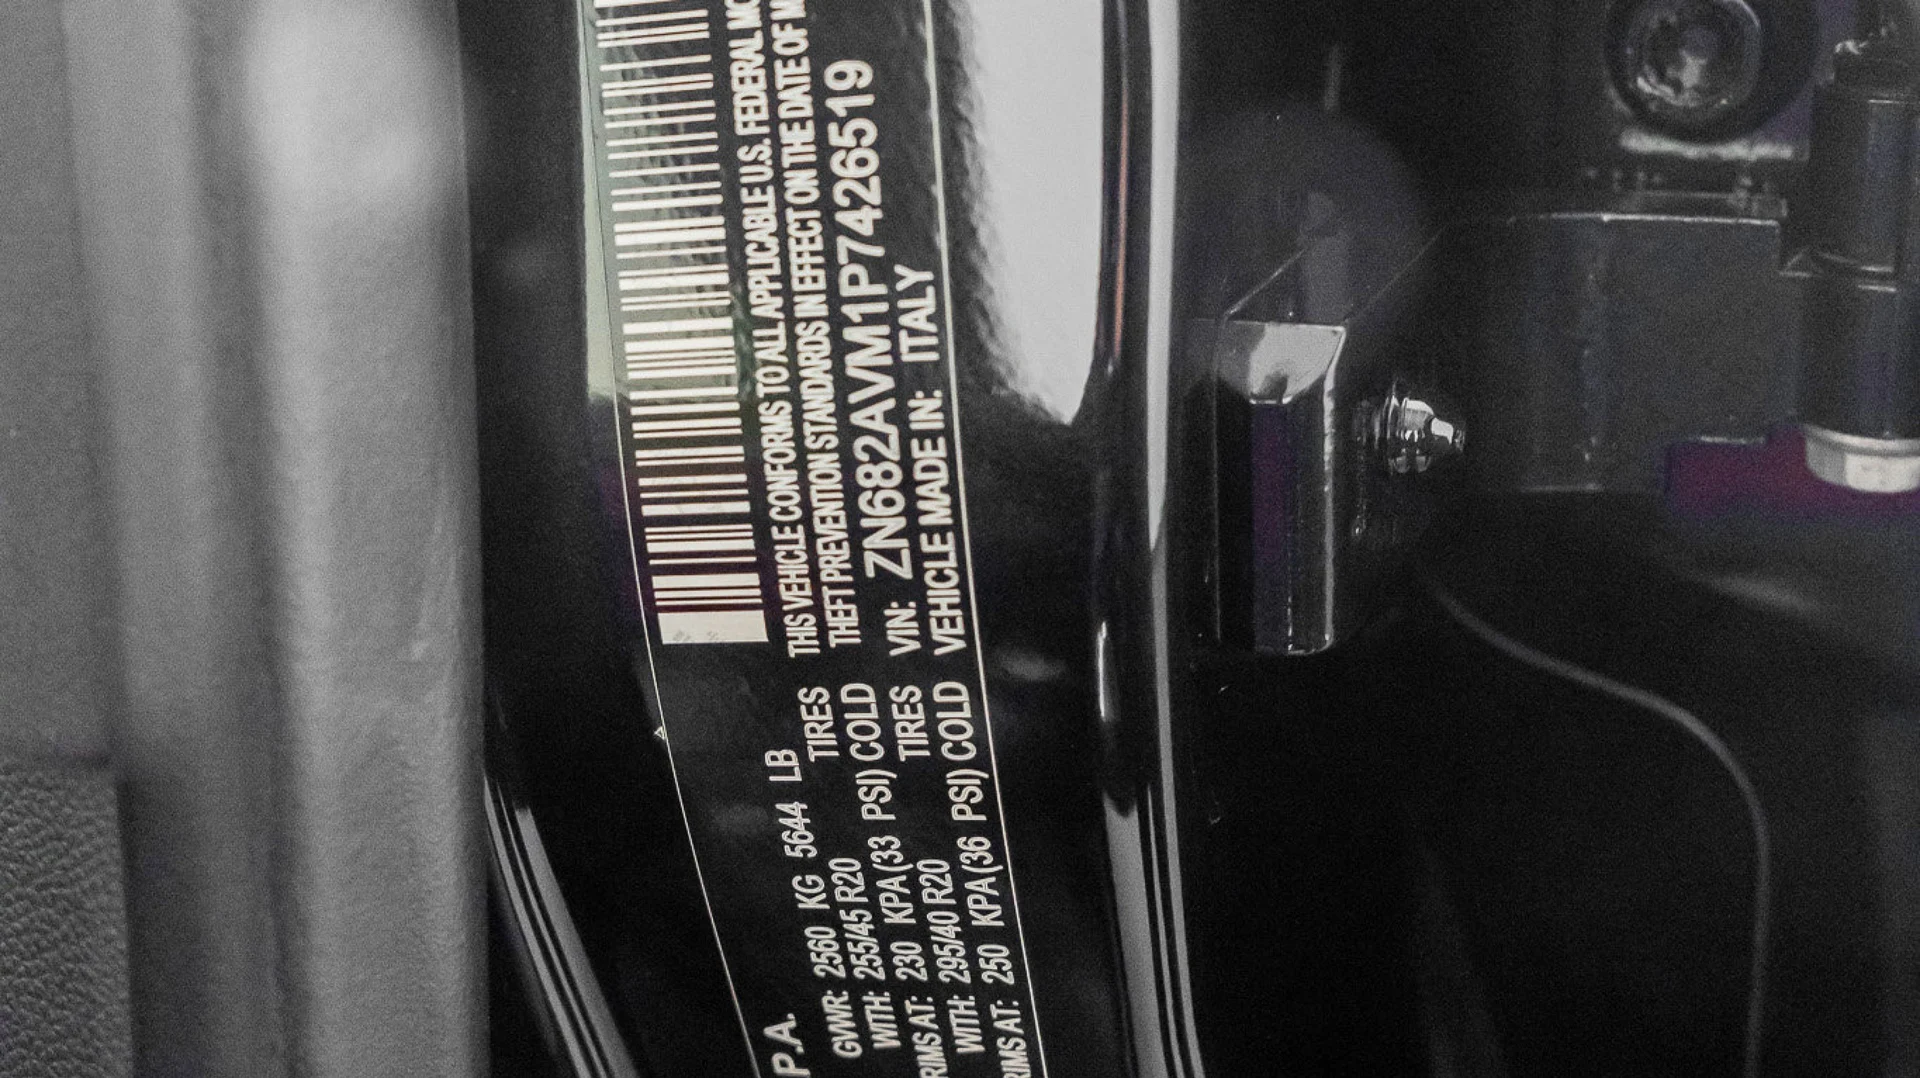 P.A.
GVWR: 2560 KG 5644 LB
WITH: 255/45 R20 TIRES
RIMS AT: 230 KPA(33 PSI) COLD
WITH: 295/40 R20 TIRES
RIMS AT: 250 KPA(36 PSI) COLD
THIS VEHICLE CONFORMS TO ALL APPLICABLE U.S. FEDERAL MO
THEFT PREVENTION STANDARDS IN EFFECT ON THE DATE OF M
VIN: ZN682AVM1P7426519
VEHICLE MADE IN: ITALY